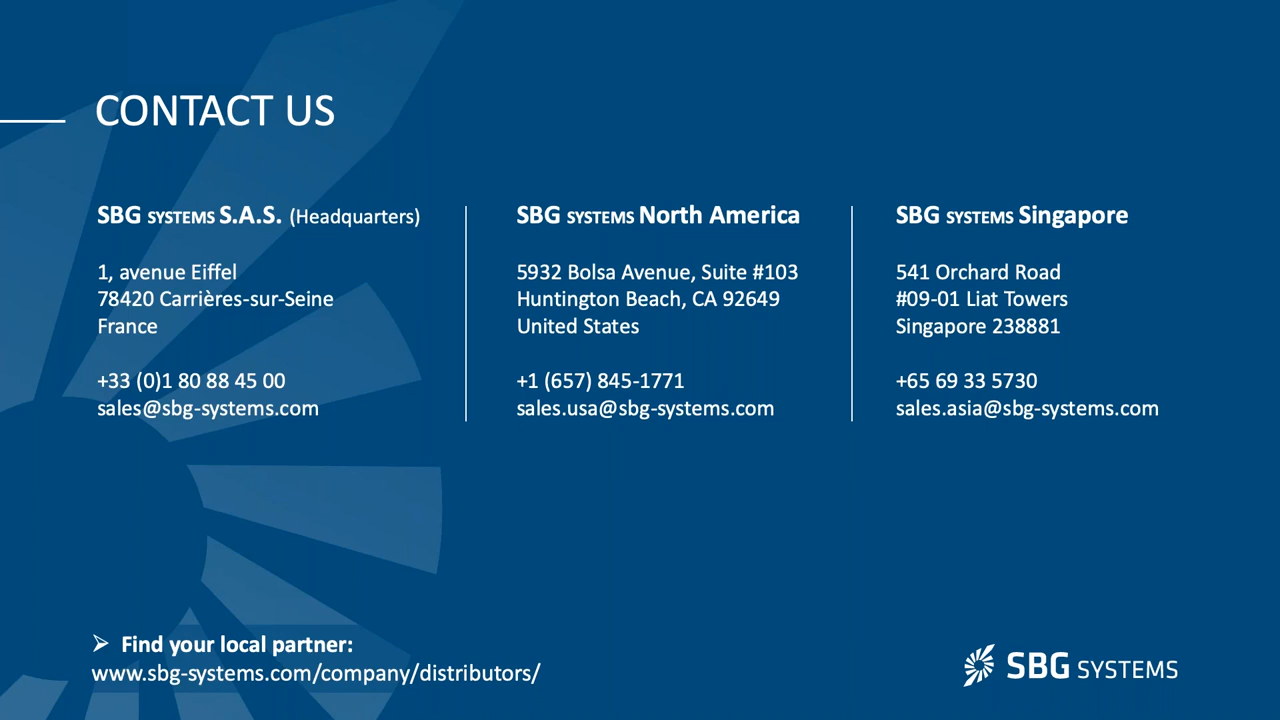 CONTACT US
SBG SYSTEMS S.A.S. (Headquarters)
1, avenue Eiffel
78420 Carrières-sur-Seine
France
+33 (0)1 80 88 45 00
sales@sbg-systems.com
SBG SYSTEMS North America
5932 Bolsa Avenue, Suite #103
Huntington Beach, CA 92649
United States
+1 (657) 845-1771
sales.usa@sbg-systems.com
SBG SYSTEMS Singapore
541 Orchard Road
#09-01 Liat Towers
Singapore 238881
+65 69 33 5730
sales.asia@sbg-systems.com
➢ Find your local partner:
www.sbg-systems.com/company/distributors/
SBG SYSTEMS